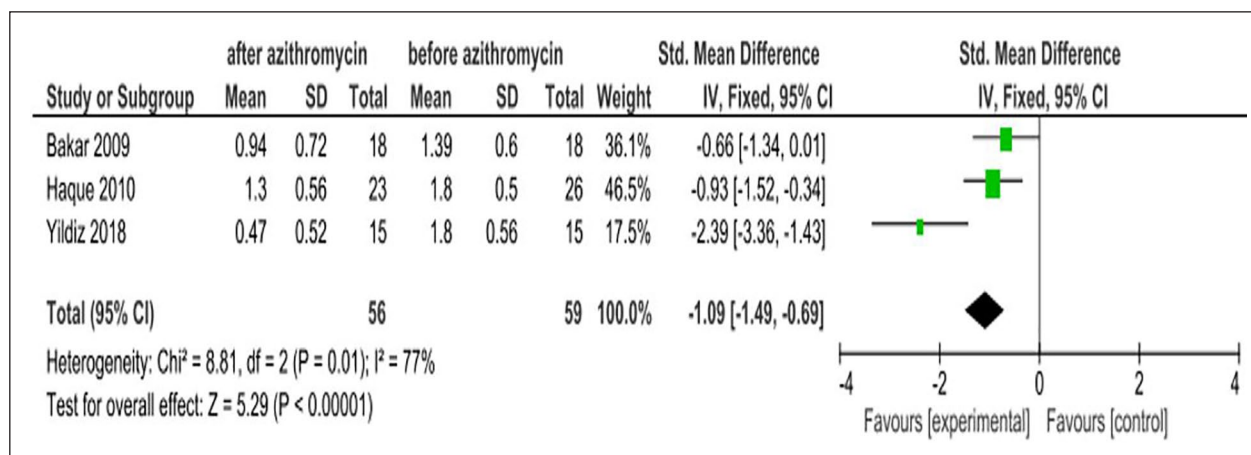 after azithromycin before azithromycin Std. Mean Difference Std. Mean Difference
Study or Subgroup Mean SD Total Mean SD Total Weight IV, Fixed, 95% CI IV, Fixed, 95% CI
Bakar 2009 0.94 0.72 18 1.39 0.6 18 36.1% -0.66 [-1.34, 0.01]
Haque 2010 1.3 0.56 23 1.8 0.5 26 46.5% -0.93 [-1.52, -0.34]
Yildiz 2018 0.47 0.52 15 1.8 0.56 15 17.5% -2.39 [-3.36, -1.43]
Total (95% CI) 56 59 100.0% -1.09 [-1.49, -0.69]
Heterogeneity: Chi² = 8.81, df = 2 (P = 0.01); I² = 77%
Test for overall effect: Z = 5.29 (P < 0.00001)
-4 -2 0 2 4
Favours [experimental] Favours [control]